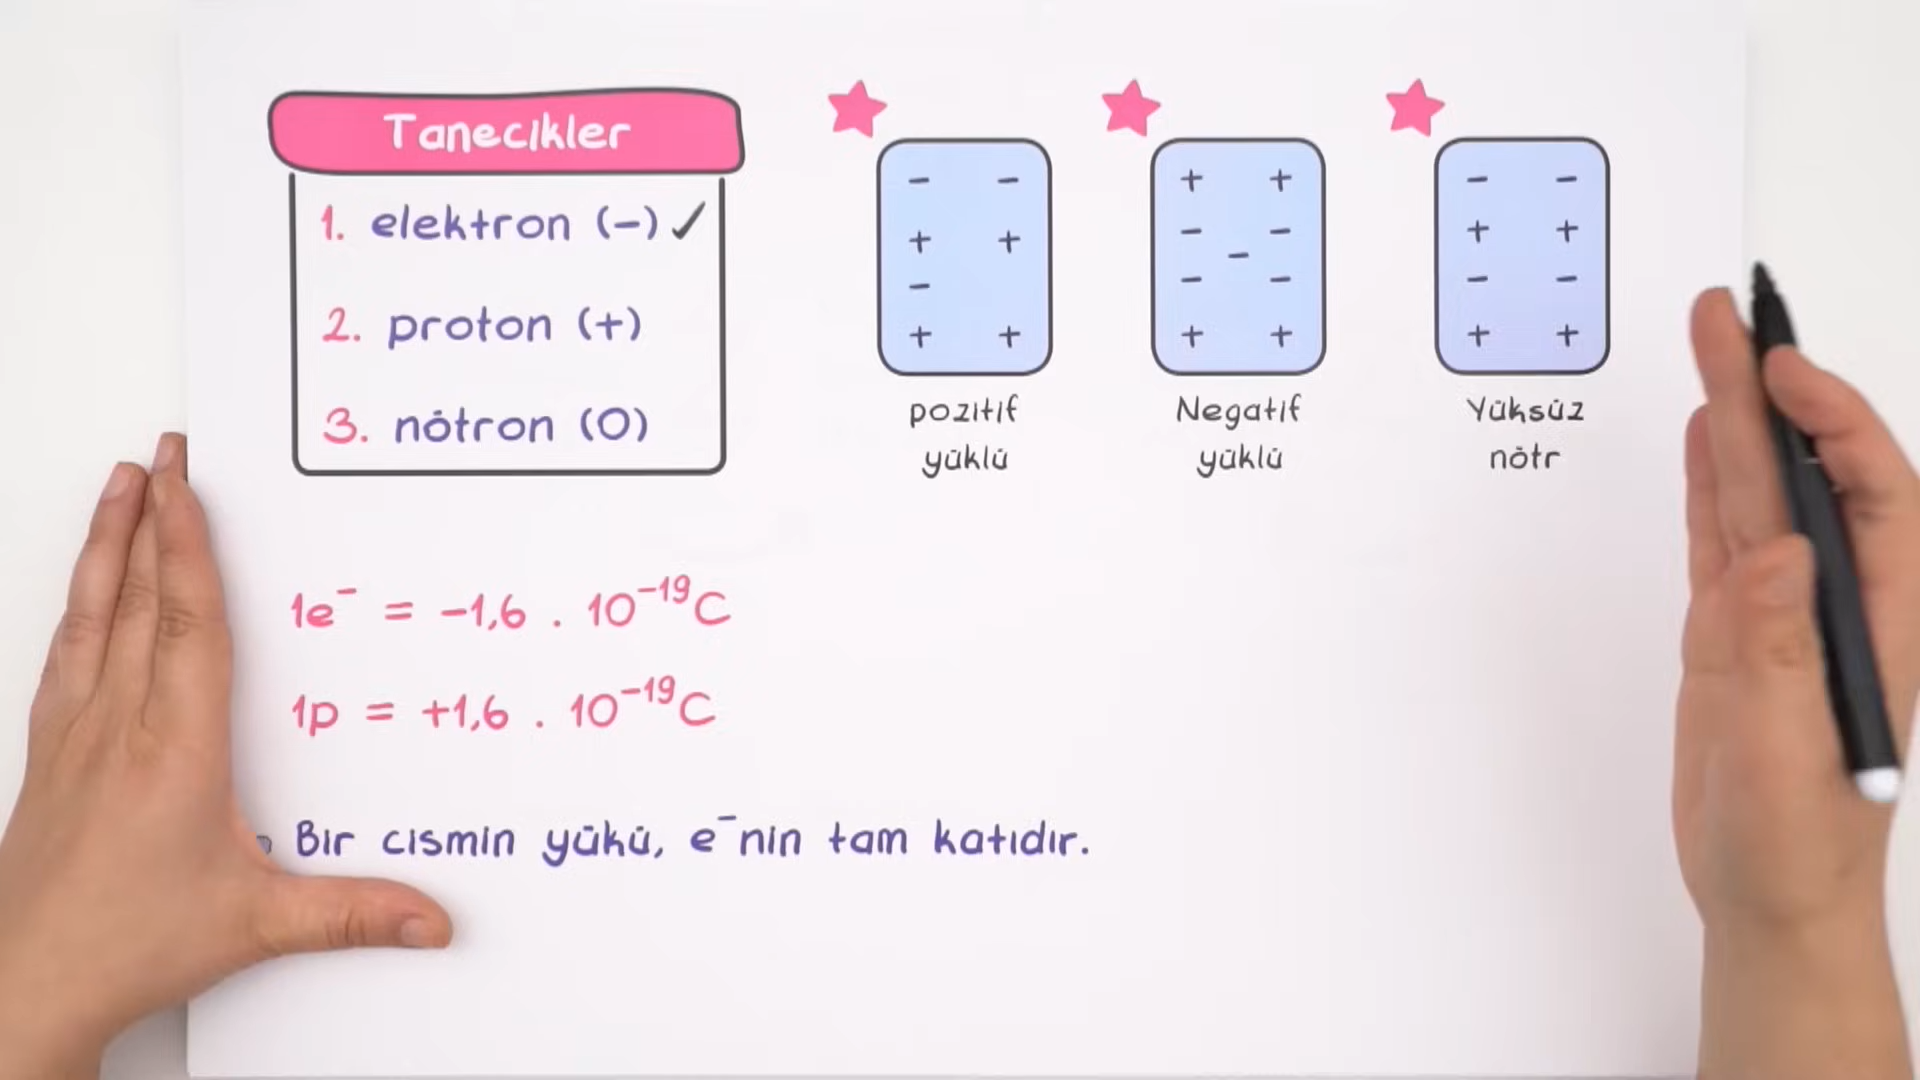 Tanecikler
1. elektron (-) ✓
2. proton (+)
3. nötron (0)
- -
+ +
-
+ +
pozitif
yüklü
+ +
- -
-
- -
+ +
Negatif
yüklü
- -
+ +
- -
+ +
Yüksüz
nötr
1e⁻ = -1,6 . 10⁻¹⁹C
1p = +1,6 . 10⁻¹⁹C
Bir cismin yükü, e⁻nin tam katıdır.